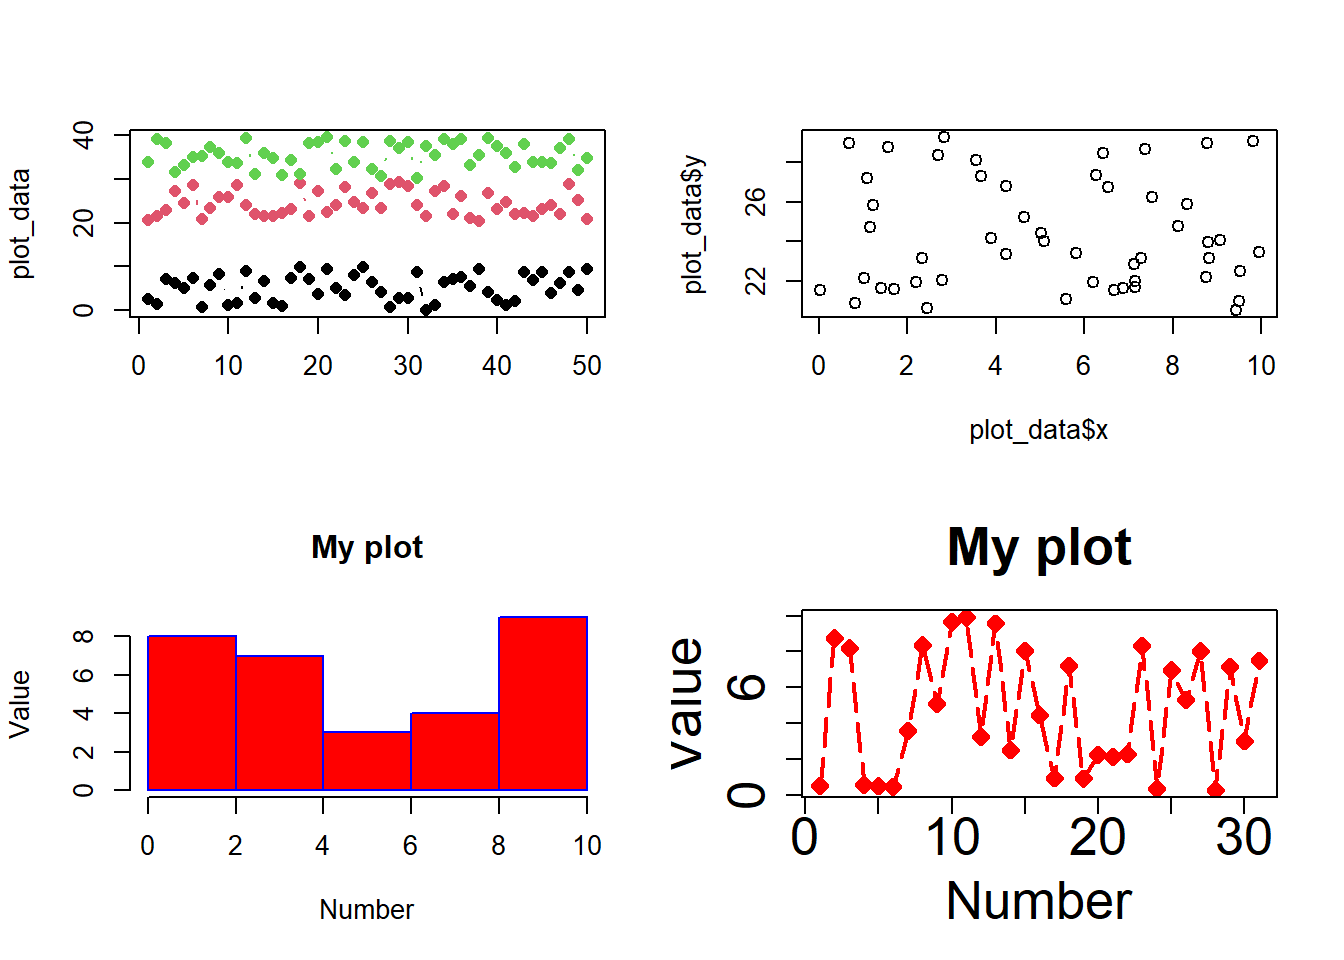 plot_data
0 20 40
0 10 20 30 40 50
plot_data$y
22 26
0 2 4 6 8 10
plot_data$x
My plot
Value
0 2 4 6 8
0 2 4 6 8 10
Number
My plot
value
0 6
0 10 20 30
Number